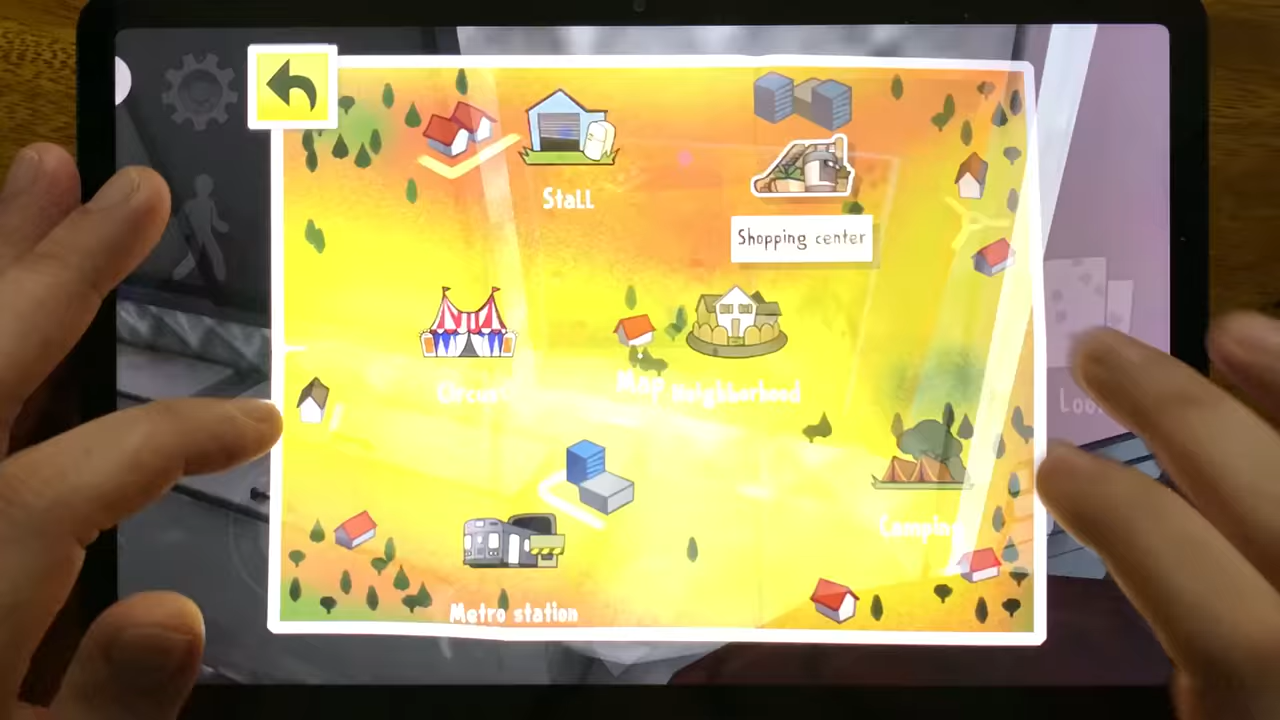 Stall
Shopping center
Circus
Map
Neighborhood
Camping
Metro station